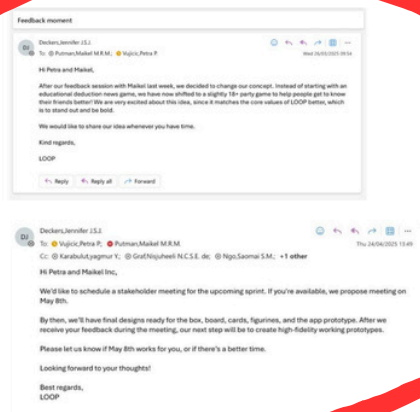 Feedback moment
DJ
Deckers,Jennifer J.S.J.
To: Putman,Maikel M.R.M.; Vujicic,Petra P.
Wed 26/03/2025 09:54
Hi Petra and Maikel,
After our feedback session with Maikel last week, we decided to change our concept. Instead of starting with an
educational deduction news game, we have now shifted to a slightly 18+ party game to help people get to know
their friends better! We are very excited about this idea, since it matches the core values of LOOP better, which
is to stand out and be bold.
We would like to share our idea whenever you have time.
Kind regards,
LOOP
Reply Reply all Forward
DJ
Deckers,Jennifer J.S.J.
To: Vujicic,Petra P.; Putman,Maikel M.R.M.
Thu 24/04/2025 13:49
Cc: Karabulut,yagmur Y.; Graf,Nisjuheeli N.C.S.E. de; Ngo,Saomai S.M.; +1 other
Hi Petra and Maikel Inc,
We'd like to schedule a stakeholder meeting for the upcoming sprint. If you're available, we propose meeting on
May 8th.
By then, we'll have final designs ready for the box, board, cards, figurines, and the app prototype. After we
receive your feedback during the meeting, our next step will be to create high-fidelity working prototypes.
Please let us know if May 8th works for you, or if there's a better time.
Looking forward to your thoughts!
Best regards,
LOOP